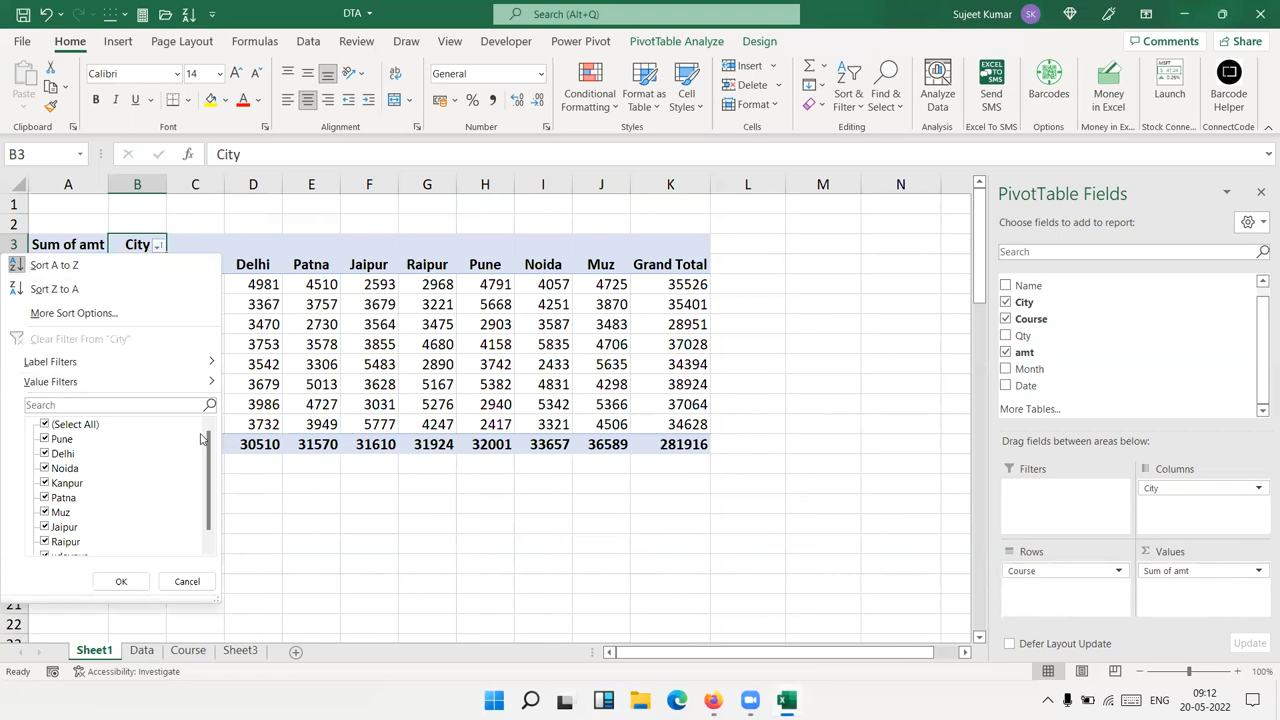 DTA
Search (Alt+Q)
Sujeet Kumar SK
File Home Insert Page Layout Formulas Data Review Draw View Developer Power Pivot PivotTable Analyze Design Comments Share
Paste
Calibri 14
B I U
General
Conditional Formatting
Format as Table
Cell Styles
Insert
Delete
Format
Sort & Filter
Find & Select
Analyze Data
Send SMS
Barcodes
Money in Excel
Launch
Barcode Helper
Clipboard Font Alignment Number Styles Cells Editing Analysis Excel To SMS Options Money in Ex... Stock Connec... ConnectCode
B3 fx City
A B C D E F G H I J K L M N
1
2
3 Sum of amt City
Delhi Patna Jaipur Raipur Pune Noida Muz Grand Total
4981 4510 2593 2968 4791 4057 4725 35526
3367 3757 3679 3221 5668 4251 3870 35401
3470 2730 3564 3475 2903 3587 3483 28951
3753 3578 3855 4680 4158 5835 4706 37028
3542 3306 5483 2890 3742 2433 5635 34394
3679 5013 3628 5167 5382 4831 4298 38924
3986 4727 3031 5276 2940 5342 5366 37064
3732 3949 5777 4247 2417 3321 4506 34628
30510 31570 31610 31924 32001 33657 36589 281916
Sort A to Z
Sort Z to A
More Sort Options...
Clear Filter From "City"
Label Filters
Value Filters
Search
(Select All)
Pune
Delhi
Noida
Kanpur
Patna
Muz
Jaipur
Raipur
OK Cancel
21
22
PivotTable Fields
Choose fields to add to report:
Search
Name
City
Course
Qty
amt
Month
Date
More Tables...
Drag fields between areas below:
Filters Columns
City
Rows Σ Values
Course Sum of amt
Defer Layout Update Update
Sheet1 Data Course Sheet3
Ready Accessibility: Investigate 100%
ENG 09:12
20-05-2022